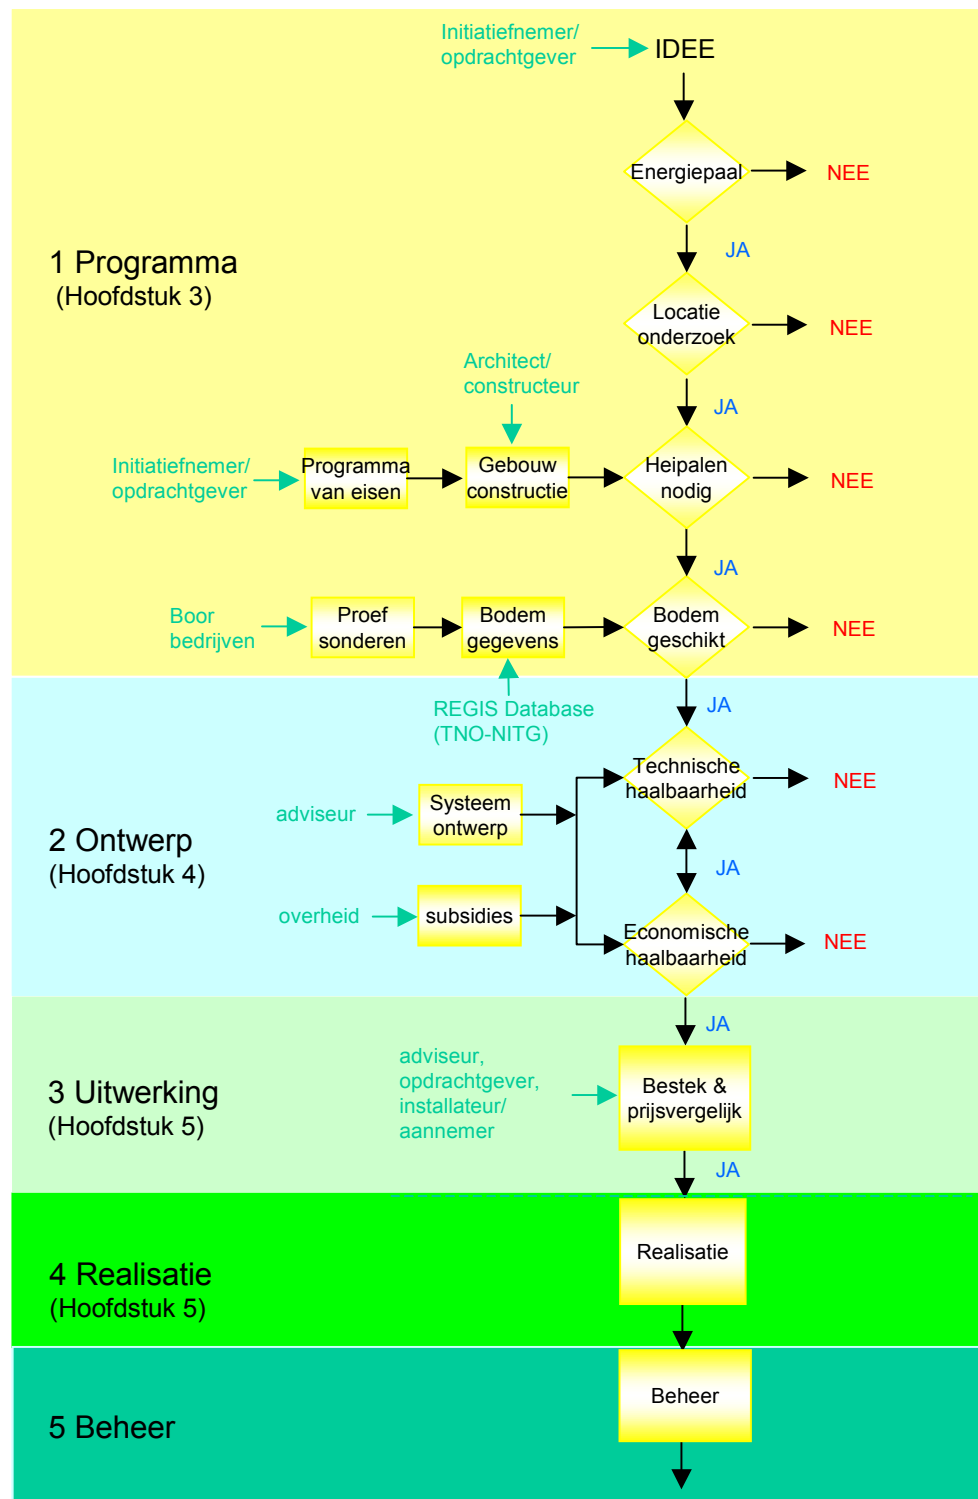 Initiatiefnemer/
opdrachtgever
IDEE
Energiepaal
NEE
JA
1 Programma
(Hoofdstuk 3)
Locatie
onderzoek
NEE
JA
Architect/
constructeur
Initiatiefnemer/
opdrachtgever
Programma
van eisen
Gebouw
constructie
Heipalen
nodig
NEE
JA
Boor
bedrijven
Proef
sonderen
Bodem
gegevens
Bodem
geschikt
NEE
JA
REGIS Database
(TNO-NITG)
Technische
haalbaarheid
NEE
adviseur
Systeem
ontwerp
2 Ontwerp
(Hoofdstuk 4)
JA
overheid
subsidies
Economische
haalbaarheid
NEE
JA
3 Uitwerking
(Hoofdstuk 5)
adviseur,
opdrachtgever,
installateur/
aannemer
Bestek &
prijsvergelijk
JA
4 Realisatie
(Hoofdstuk 5)
Realisatie
5 Beheer
Beheer